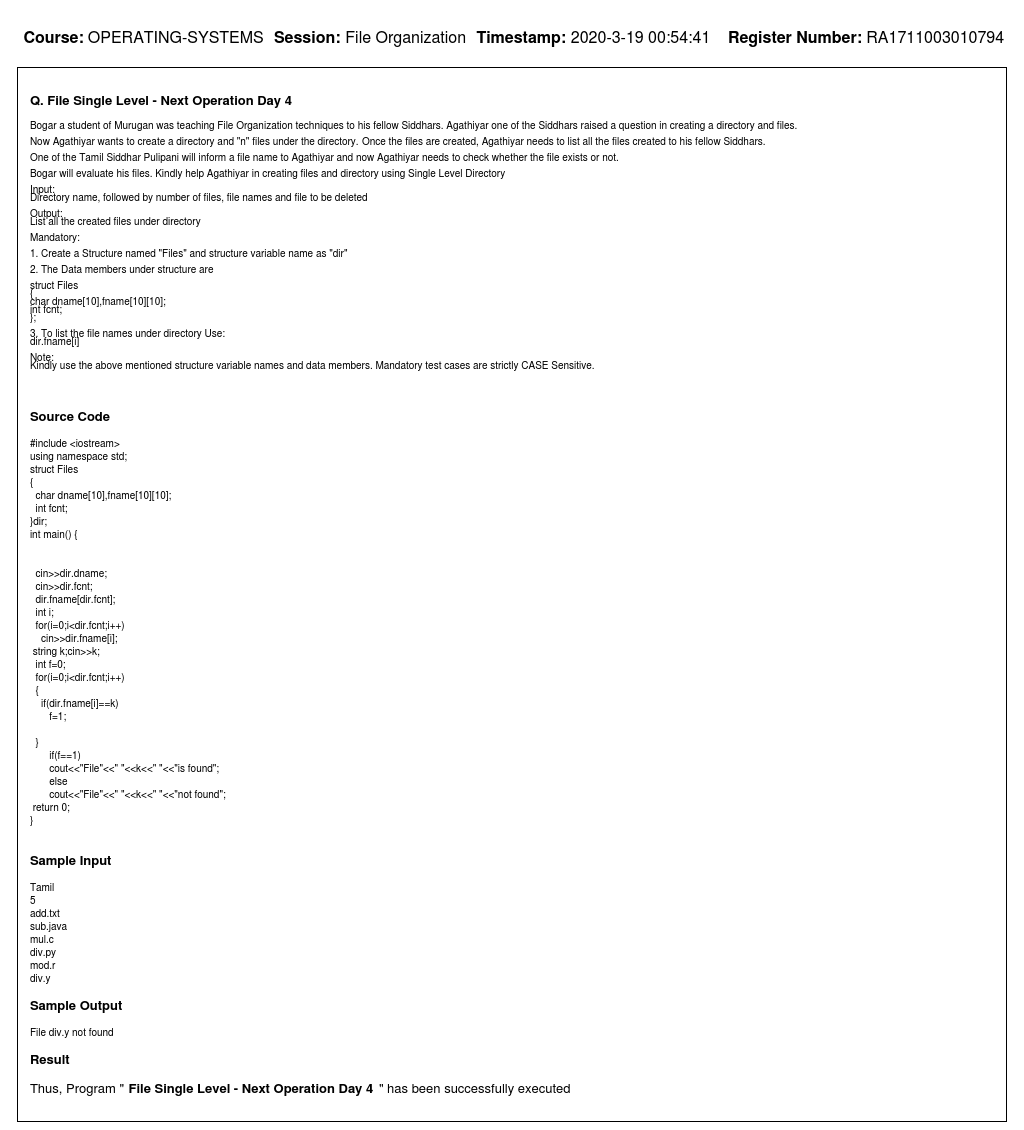 Course: OPERATING-SYSTEMS Session: File Organization Timestamp: 2020-3-19 00:54:41 Register Number: RA1711003010794
Q. File Single Level - Next Operation Day 4
Bogar a student of Murugan was teaching File Organization techniques to his fellow Siddhars. Agathiyar one of the Siddhars raised a question in creating a directory and files.
Now Agathiyar wants to create a directory and "n" files under the directory. Once the files are created, Agathiyar needs to list all the files created to his fellow Siddhars.
One of the Tamil Siddhar Pulipani will inform a file name to Agathiyar and now Agathiyar needs to check whether the file exists or not.
Bogar will evaluate his files. Kindly help Agathiyar in creating files and directory using Single Level Directory
Input:
Directory name, followed by number of files, file names and file to be deleted
Output:
List all the created files under directory
Mandatory:
1. Create a Structure named "Files" and structure variable name as "dir"
2. The Data members under structure are
struct Files
{
char dname[10],fname[10][10];
int fcnt;
};
3. To list the file names under directory Use:
dir.fname[i]
Note:
Kindly use the above mentioned structure variable names and data members. Mandatory test cases are strictly CASE Sensitive.
Source Code
#include <iostream>
using namespace std;
struct Files
{
char dname[10],fname[10][10];
int fcnt;
}dir;
int main() {
cin>>dir.dname;
cin>>dir.fcnt;
dir.fname[dir.fcnt];
int i;
for(i=0;i<dir.fcnt;i++)
cin>>dir.fname[i];
string k;cin>>k;
int f=0;
for(i=0;i<dir.fcnt;i++)
{
if(dir.fname[i]==k)
f=1;
}
if(f==1)
cout<<"File"<<" "<<k<<" "<<"is found";
else
cout<<"File"<<" "<<k<<" "<<"not found";
return 0;
}
Sample Input
Tamil
5
add.txt
sub.java
mul.c
div.py
mod.r
div.y
Sample Output
File div.y not found
Result
Thus, Program " File Single Level - Next Operation Day 4 " has been successfully executed